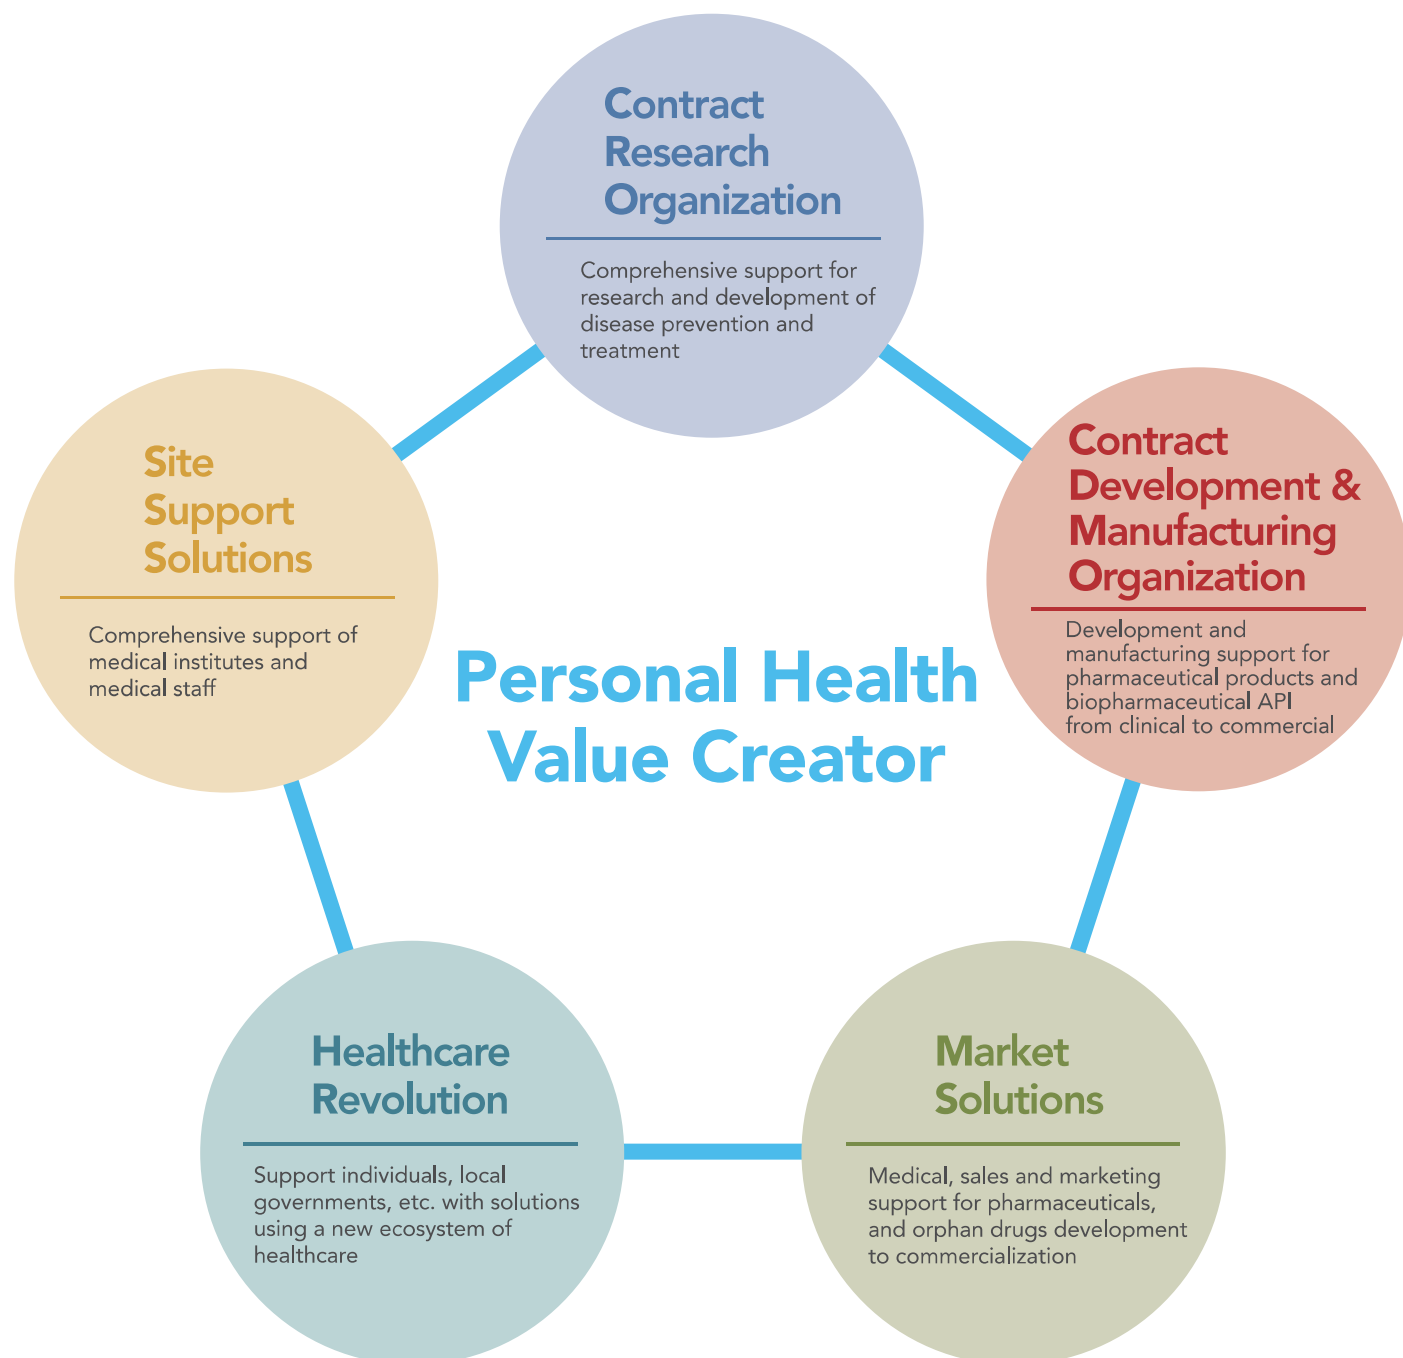 Contract
Research
Organization
Comprehensive support for
research and development of
disease prevention and
treatment
Site
Support
Solutions
Comprehensive support of
medical institutes and
medical staff
Contract
Development &
Manufacturing
Organization
Development and
manufacturing support for
pharmaceutical products and
biopharmaceutical API
from clinical to commercial
Personal Health
Value Creator
Healthcare
Revolution
Support individuals, local
governments, etc. with solutions
using a new ecosystem of
healthcare
Market
Solutions
Medical, sales and marketing
support for pharmaceuticals,
and orphan drugs development
to commercialization